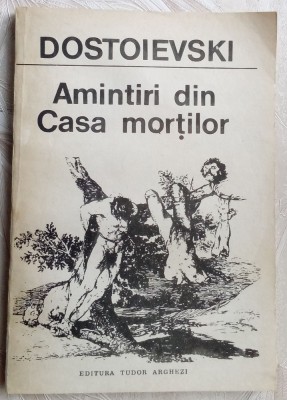 DOSTOIEVSKI
Amintiri din
Casa morților
EDITURA TUDOR ARGHEZI